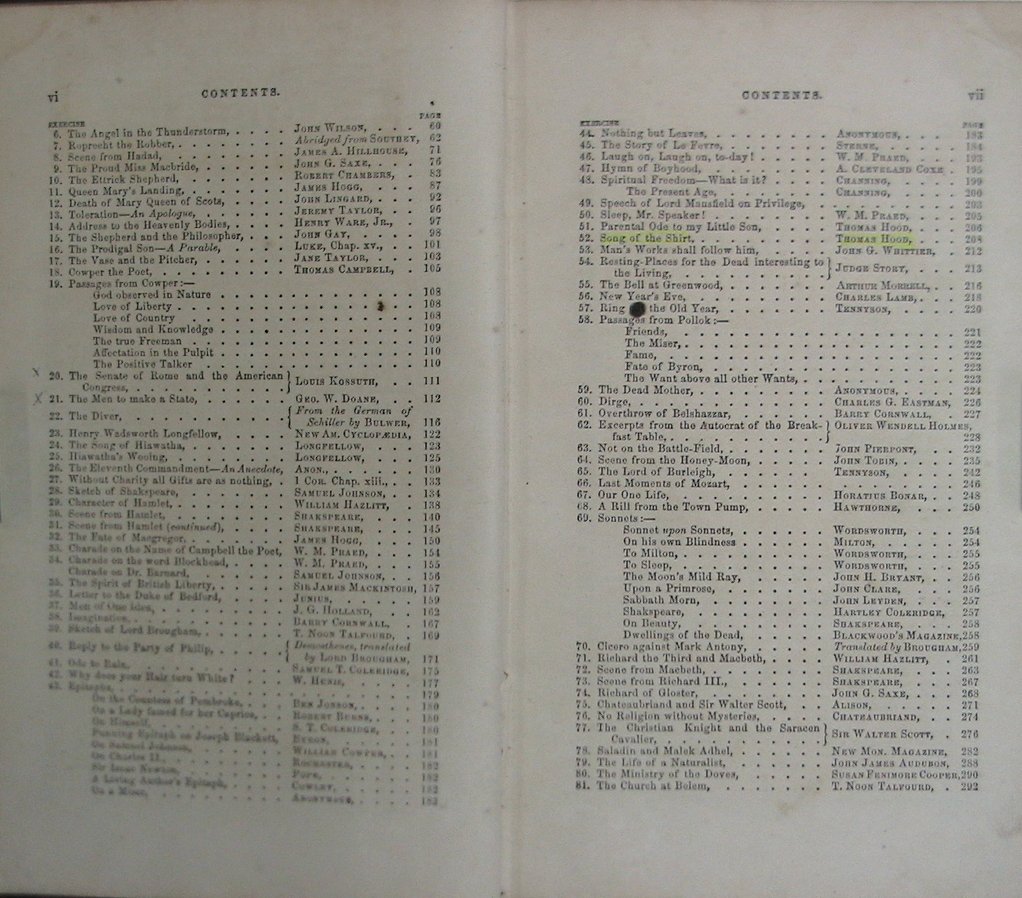 vi
CONTENTS.
EXERCISE PAGE
6. The Angel in the Thunderstorm, . . . . JOHN WILSON, . . . 60
7. Ruprecht the Robber, . . . . . . Abridged from SOUTHEY, 62
8. Scene from Hadad, . . . . . . JAMES A. HILLHOUSE, . 71
9. The Proud Miss Macbride, . . . . . JOHN G. SAXE, . . . 76
10. The Ettrick Shepherd, . . . . . . ROBERT CHAMBERS, . . 83
11. Queen Mary's Landing, . . . . . . JAMES HOGG, . . . 87
12. Death of Mary Queen of Scots, . . . . JOHN LINGARD, . . . 92
13. Toleration—An Apologue, . . . . . JEREMY TAYLOR, . . . 96
14. Address to the Heavenly Bodies, . . . . HENRY WARE, JR., . . 97
15. The Shepherd and the Philosopher, . . . . JOHN GAY, . . . . 98
16. The Prodigal Son—A Parable, . . . . . LUKE, Chap. xv., . . . 101
17. The Vase and the Pitcher, . . . . . JANE TAYLOR, . . . 103
18. Cowper the Poet, . . . . . . . THOMAS CAMPBELL, . . 105
19. Passages from Cowper:—
God observed in Nature . . . . . . . . . . . 108
Love of Liberty . . . . . . . . . . . . . 108
Love of Country . . . . . . . . . . . . . 108
Wisdom and Knowledge . . . . . . . . . . . 109
The true Freeman . . . . . . . . . . . . 109
Affectation in the Pulpit . . . . . . . . . . . 110
The Positive Talker . . . . . . . . . . . . 110
20. The Senate of Rome and the American
Congress, . . . . . . . . LOUIS KOSSUTH, . . 111
21. The Men to make a State, . . . . . GEO. W. DOANE, . . . 112
22. The Diver, . . . . . . . From the German of
Schiller by BULWER, 116
23. Henry Wadsworth Longfellow, . . . . NEW AM. CYCLOPÆDIA, 122
24. The Song of Hiawatha, . . . . . . LONGFELLOW, . . . 123
25. Hiawatha's Wooing, . . . . . . LONGFELLOW, . . . 125
26. The Eleventh Commandment—An Anecdote, ANON., . . . . . 130
27. Without Charity all Gifts are as nothing, . 1 COR. Chap. xiii., . . . 133
28. Sketch of Shakspeare, . . . . . . SAMUEL JOHNSON, . . 134
29. Character of Hamlet, . . . . . . WILLIAM HAZLITT, . . 138
30. Scene from Hamlet, . . . . . . SHAKSPEARE, . . . 140
31. Scene from Hamlet (continued), . . . . SHAKSPEARE, . . . 145
32. The Fate of Macgregor, . . . . . . JAMES HOGG, . . . 150
33. Charade on the Name of Campbell the Poet, W. M. PRAED, . . . 154
34. Charade on the word Blockhead, . . . . W. M. PRAED, . . . 155
Charade on Dr. Barnard, . . . . . SAMUEL JOHNSON, . . 156
35. The Spirit of British Liberty, . . . . . SIR JAMES MACKINTOSH, 157
36. Letter to the Duke of Bedford, . . . . JUNIUS, . . . . 159
37. Men of One Idea, . . . . . . . J. G. HOLLAND, . . . 162
38. Imagination, . . . . . . . . BARRY CORNWALL, . . 167
39. Sketch of Lord Brougham, . . . . . T. NOON TALFOURD, . . 169
40. Reply to the Party of Philip, . . . . Demosthenes, translated
by LORD BROUGHAM, 171
41. Ode to Rain, . . . . . . . . SAMUEL T. COLERIDGE, 175
42. Why does your Hair turn White? . . . . W. . . . 177
43. Epitaphs, . . . . . . . . . . 179
On the Countess of Pembroke, . . . . BEN JONSON, . . . 180
On a Lady famed for her Caprice, . . . ROBERT BURNS, . . . 180
On Himself, . . . . . . . S. T. COLERIDGE, . . 180
Punning Epitaph on Joseph Blackett, . . . BYRON, . . . . 181
On Samuel Johnson, . . . . . . WILLIAM COWPER, . . 181
On Charles II., . . . . . . . ROCHESTER, . . . 182
Sir Isaac Newton, . . . . . . POPE, . . . . 182
A Living Author's Epitaph, . . . . . COWLEY, . . . . 182
On a Miser, . . . . . . . . ANONYMOUS, . . . 182
CONTENTS.
vii
EXERCISE PAGE
44. Nothing but Leaves, . . . . . . . ANONYMOUS, . . . 183
45. The Story of Le Fevre, . . . . . . STERNE, . . . . 184
46. Laugh on, Laugh on, to-day! . . . . . W. M. PRAED, . . . 193
47. Hymn of Boyhood, . . . . . . . A. CLEVELAND COXE . 195
48. Spiritual Freedom—What is it? . . . . CHANNING, . . . . 199
The Present Age, . . . . . . CHANNING, . . . . 200
49. Speech of Lord Mansfield on Privilege, . . . . . . . 203
50. Sleep, Mr. Speaker! . . . . . . . W. M. PRAED, . . . 205
51. Parental Ode to my Little Son, . . . . THOMAS HOOD, . . . 206
52. Song of the Shirt, . . . . . . . THOMAS HOOD, . . . 208
53. Man's Works shall follow him, . . . . JOHN G. WHITTIER, . . 212
54. Resting-Places for the Dead interesting to
the Living, . . . . . . . . JUDGE STORY, . . . 213
55. The Bell at Greenwood, . . . . . . ARTHUR MORRELL, . . 216
56. New Year's Eve, . . . . . . . CHARLES LAMB, . . . 218
57. Ring the Old Year, . . . . . . TENNYSON, . . . . 220
58. Passages from Pollok:—
Friends, . . . . . . . . . . . . . . 221
The Miser, . . . . . . . . . . . . . 222
Fame, . . . . . . . . . . . . . . 222
Fate of Byron, . . . . . . . . . . . . 223
The Want above all other Wants, . . . . . . . . 223
59. The Dead Mother, . . . . . . . ANONYMOUS, . . . 224
60. Dirge, . . . . . . . . . CHARLES G. EASTMAN, 226
61. Overthrow of Belshazzar, . . . . . BARRY CORNWALL, . . 227
62. Excerpts from the Autocrat of the Break- OLIVER WENDELL HOLMES,
fast Table, . . . . . . . . 228
63. Not on the Battle-Field, . . . . . . JOHN PIERPONT, . . 232
64. Scene from the Honey-Moon, . . . . . JOHN TOBIN, . . . 235
65. The Lord of Burleigh, . . . . . . TENNYSON, . . . . 242
66. Last Moments of Mozart, . . . . . . . . . . . 246
67. Our One Life, . . . . . . . . HORATIUS BONAR, . . 248
68. A Rill from the Town Pump, . . . . . HAWTHORNE, . . . 250
69. Sonnets:—
Sonnet upon Sonnets, . . . . . WORDSWORTH, . . . 254
On his own Blindness . . . . . MILTON, . . . . 254
To Milton, . . . . . . . . WORDSWORTH, . . . 255
To Sleep, . . . . . . . . WORDSWORTH, . . . 255
The Moon's Mild Ray, . . . . . JOHN H. BRYANT, . . 256
Upon a Primrose, . . . . . . JOHN CLARE, . . . 256
Sabbath Morn, . . . . . . . JOHN LEYDEN, . . . 257
Shakspeare, . . . . . . . HARTLEY COLERIDGE, . 257
On Beauty, . . . . . . . SHAKSPEARE, . . . 258
Dwellings of the Dead, . . . . . BLACKWOOD'S MAGAZINE, 258
70. Cicero against Mark Antony, . . . . . Translated by BROUGHAM, 259
71. Richard the Third and Macbeth, . . . . WILLIAM HAZLITT, . . 261
72. Scene from Macbeth, . . . . . . SHAKSPEARE, . . . 263
73. Scene from Richard III., . . . . . . SHAKSPEARE, . . . 267
74. Richard of Gloster, . . . . . . . JOHN G. SAXE, . . . 268
75. Chateaubriand and Sir Walter Scott, . . . ALISON, . . . . 271
76. No Religion without Mysteries, . . . . CHATEAUBRIAND, . . 274
77. The Christian Knight and the Saracen
Cavalier, . . . . . . . . SIR WALTER SCOTT, . 276
78. Saladin and Malek Adhel, . . . . . NEW MON. MAGAZINE, 282
79. The Life of a Naturalist, . . . . . . JOHN JAMES AUDUBON, 288
80. The Ministry of the Doves, . . . . . SUSAN FENIMORE COOPER, 290
81. The Church at Belem, . . . . . . . T. NOON TALFOURD, . 292